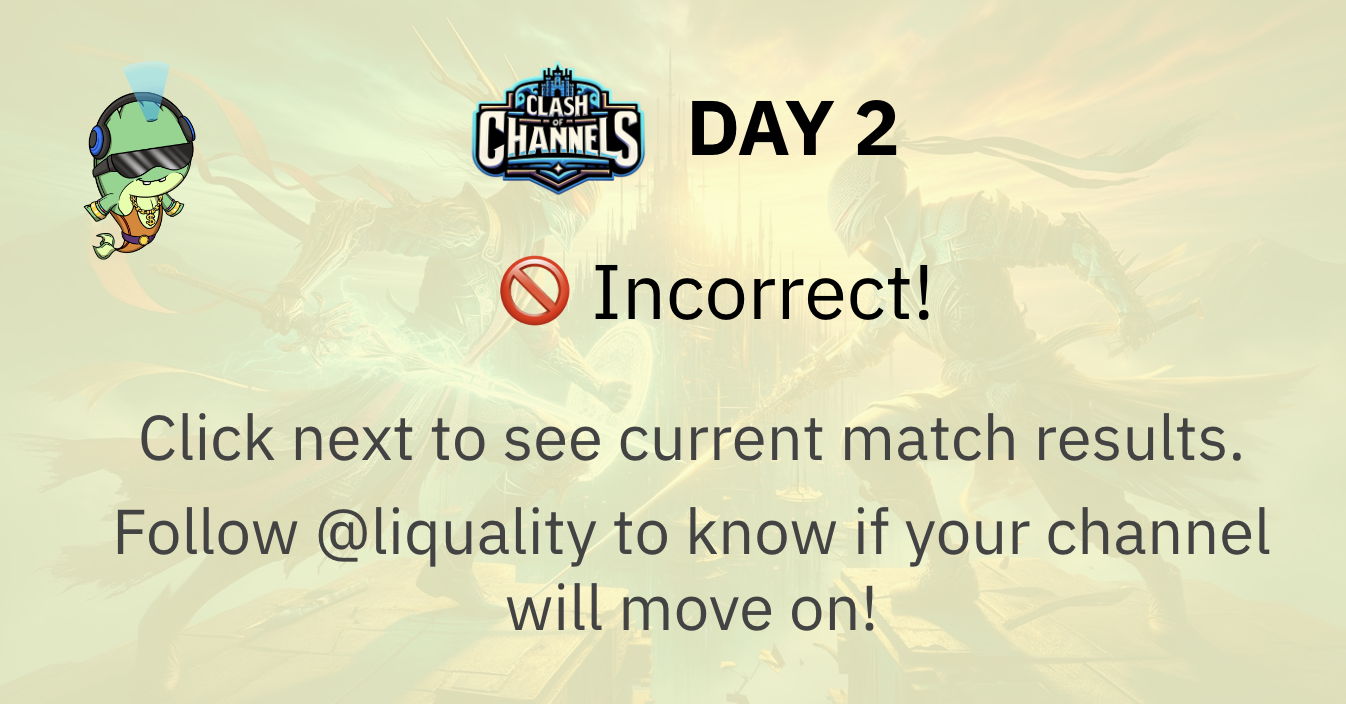 CLASH
OF
CHANNELS
DAY 2
🚫 Incorrect!
Click next to see current match results.
Follow @liquality to know if your channel
will move on!